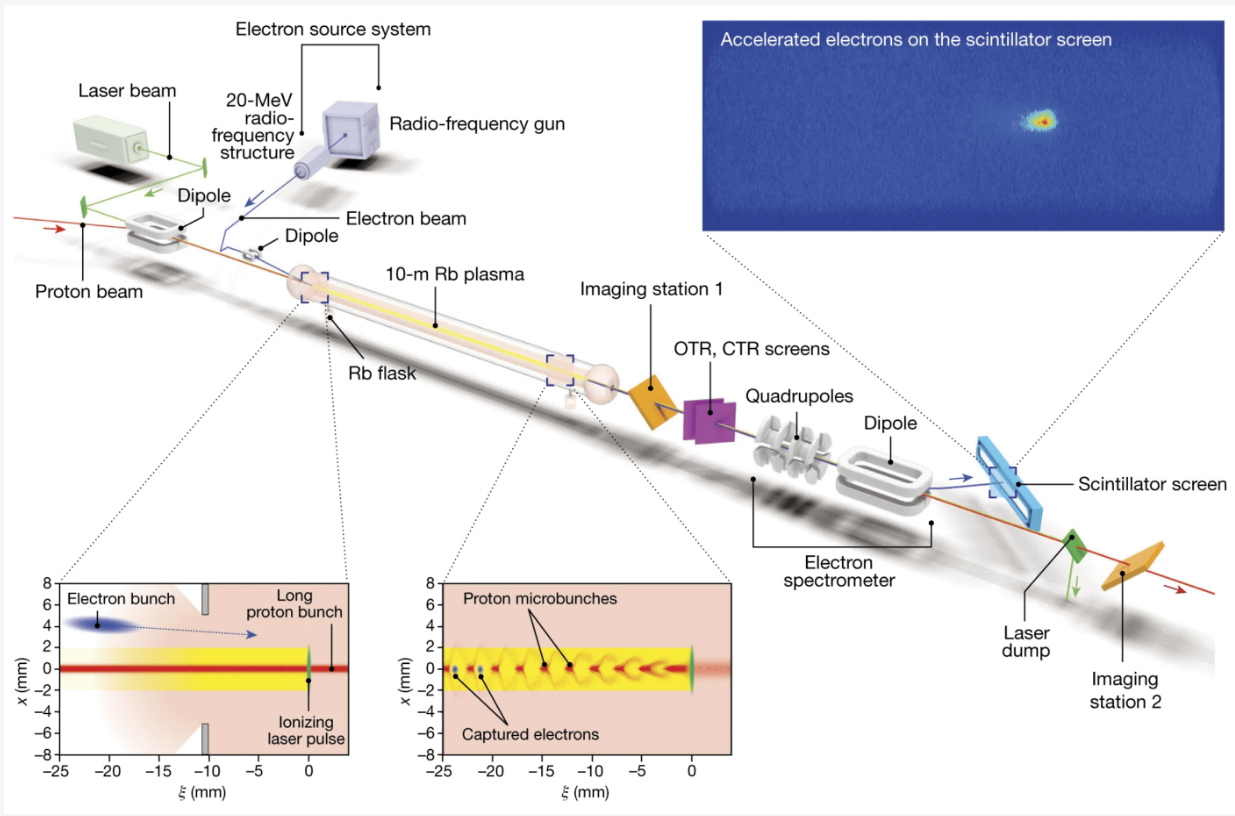 Electron source system
Accelerated electrons on the scintillator screen
Laser beam
20-MeV
radio-
frequency
structure
Radio-frequency gun
Dipole
Electron beam
Dipole
Proton beam
10-m Rb plasma
Imaging station 1
Rb flask
OTR, CTR screens
Quadrupoles
Dipole
Scintillator screen
Electron
spectrometer
Laser
dump
Imaging
station 2
8
6
4
2
0
–2
–4
–6
–8
x (mm)
Electron bunch
Long
proton bunch
Ionizing
laser pulse
–25 –20 –15 –10 –5 0
ξ (mm)
8
6
4
2
0
–2
–4
–6
–8
x (mm)
Proton microbunches
Captured electrons
–25 –20 –15 –10 –5 0
ξ (mm)